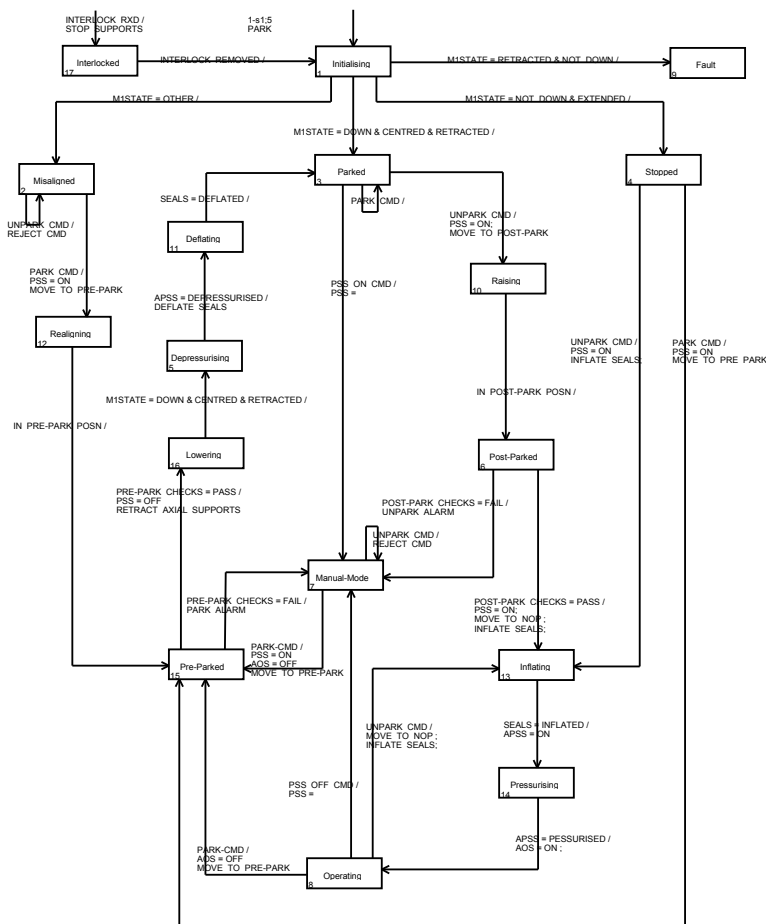 INTERLOCK RXD /
STOP SUPPORTS
1-s1;5
PARK
Interlocked
17
INTERLOCK REMOVED /
Initialising
1
M1STATE = RETRACTED & NOT DOWN /
Fault
9
M1STATE = OTHER /
M1STATE = NOT DOWN & EXTENDED /
M1STATE = DOWN & CENTRED & RETRACTED /
Misaligned
2
Parked
3
Stopped
4
SEALS = DEFLATED /
PARK CMD /
UNPARK CMD /
REJECT CMD
Deflating
11
UNPARK CMD /
PSS = ON;
MOVE TO POST-PARK
PARK CMD /
PSS = ON
MOVE TO PRE-PARK
Raising
10
PSS ON CMD /
PSS =
APSS = DEPRESSURISED /
DEFLATE SEALS
Realigning
12
Depressurising
5
UNPARK CMD /
PSS = ON
INFLATE SEALS;
PARK CMD /
PSS = ON
MOVE TO PRE PARK
M1STATE = DOWN & CENTRED & RETRACTED /
IN POST-PARK POSN /
IN PRE-PARK POSN /
Lowering
16
Post-Parked
6
PRE-PARK CHECKS = PASS /
PSS = OFF
RETRACT AXIAL SUPPORTS
POST-PARK CHECKS = FAIL /
UNPARK ALARM
UNPARK CMD /
REJECT CMD
Manual-Mode
7
PRE-PARK CHECKS = FAIL /
PARK ALARM
POST-PARK CHECKS = PASS /
PSS = ON;
MOVE TO NOP ;
INFLATE SEALS;
PARK-CMD /
PSS = ON
AOS = OFF
MOVE TO PRE-PARK
Pre-Parked
15
Inflating
13
UNPARK CMD /
MOVE TO NOP ;
INFLATE SEALS;
SEALS = INFLATED /
APSS = ON
PSS OFF CMD /
PSS =
Pressurising
14
APSS = PESSURISED /
AOS = ON ;
PARK-CMD /
AOS = OFF
MOVE TO PRE-PARK
Operating
8